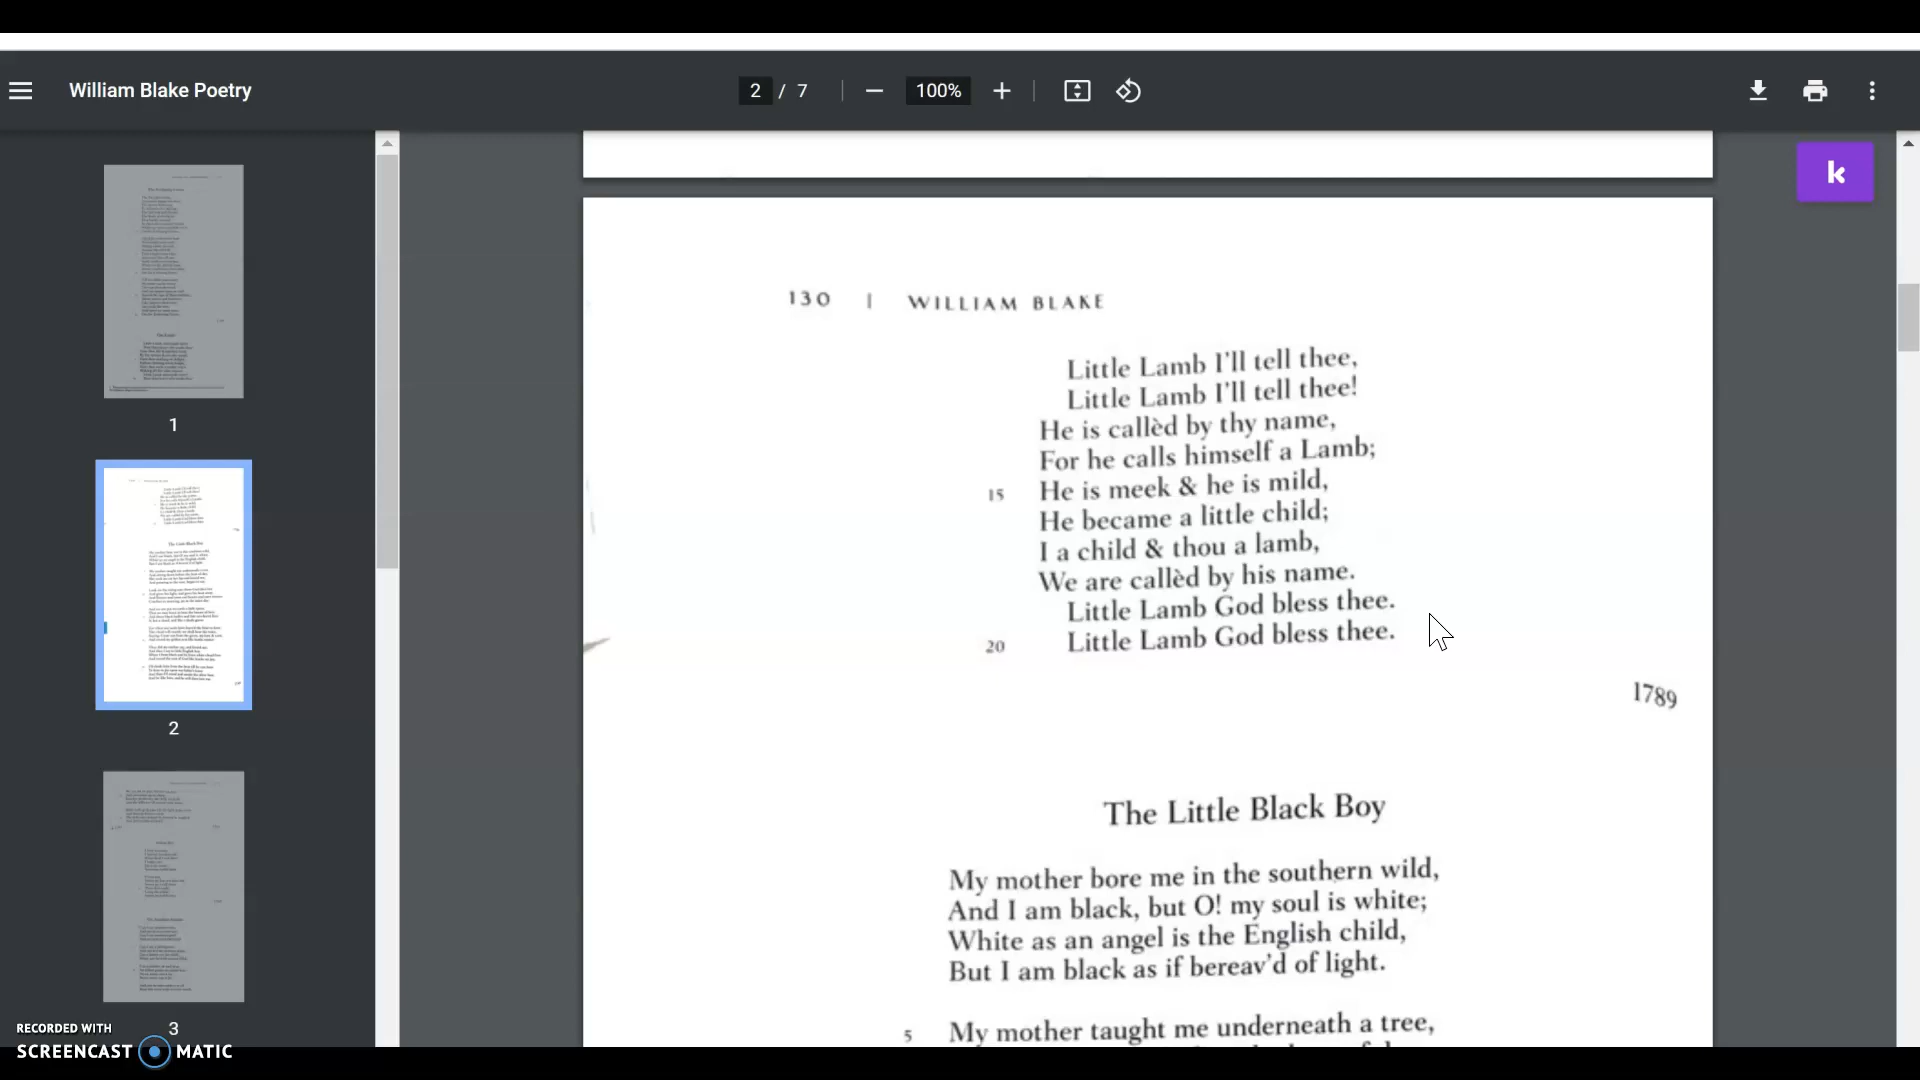 William Blake Poetry
2 / 7
100%
k
1
2
3
130 | WILLIAM BLAKE
Little Lamb I'll tell thee,
Little Lamb I'll tell thee!
He is callèd by thy name,
For he calls himself a Lamb;
15 He is meek & he is mild,
He became a little child;
I a child & thou a lamb,
We are callèd by his name.
Little Lamb God bless thee.
20 Little Lamb God bless thee.
1789
The Little Black Boy
My mother bore me in the southern wild,
And I am black, but O! my soul is white;
White as an angel is the English child,
But I am black as if bereav'd of light.
5 My mother taught me underneath a tree,
RECORDED WITH
SCREENCAST MATIC